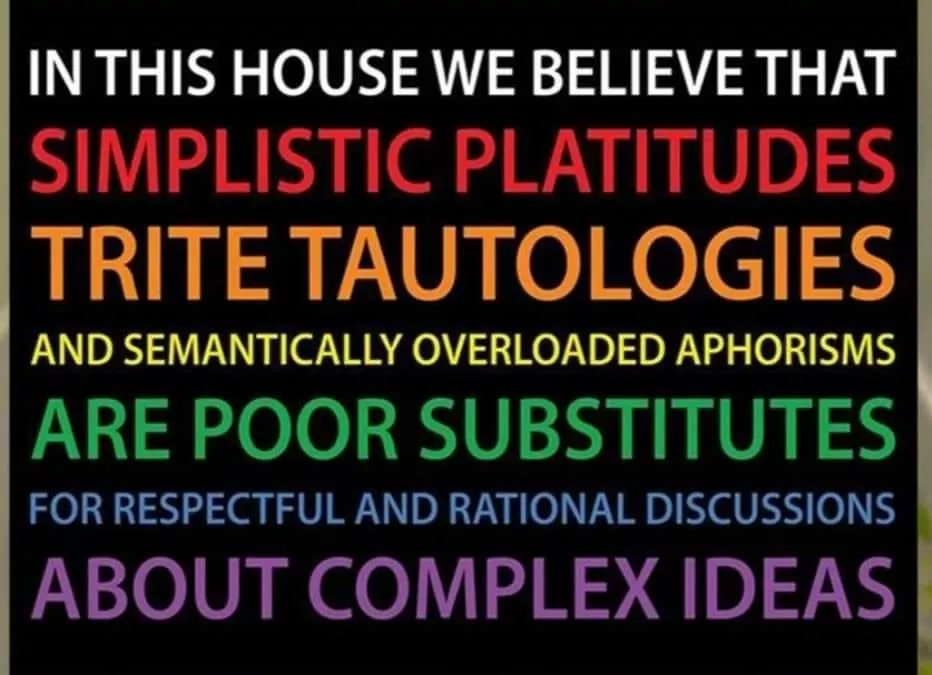 IN THIS HOUSE WE BELIEVE THAT
SIMPLISTIC PLATITUDES
TRITE TAUTOLOGIES
AND SEMANTICALLY OVERLOADED APHORISMS
ARE POOR SUBSTITUTES
FOR RESPECTFUL AND RATIONAL DISCUSSIONS
ABOUT COMPLEX IDEAS